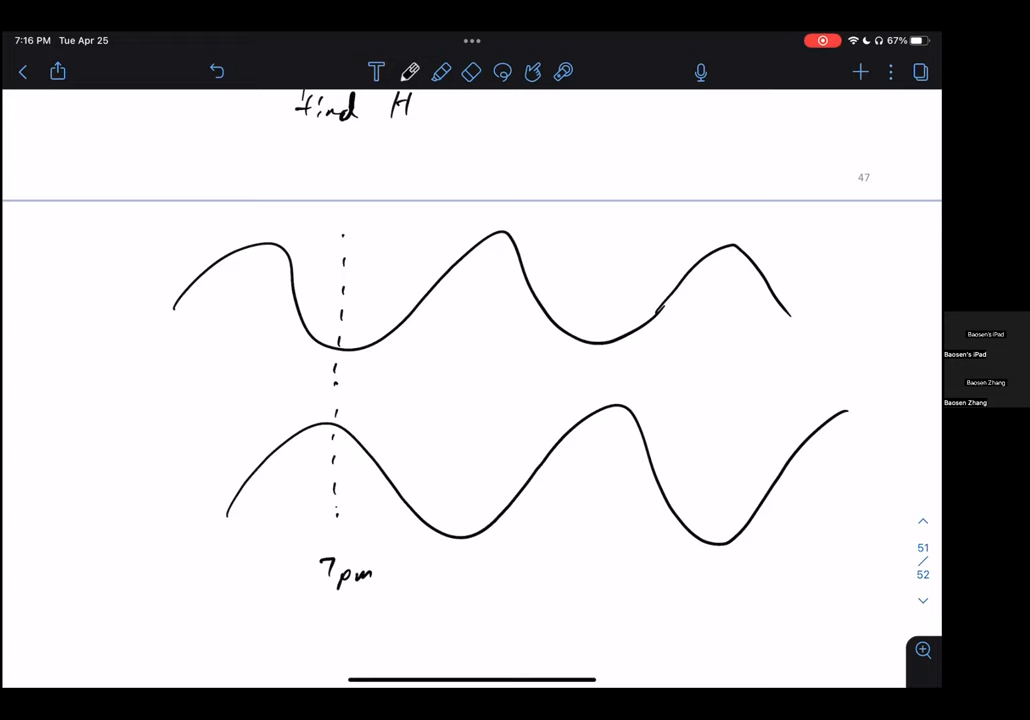 7:16 PM Tue Apr 25
67%
T
find H
47
7pm
51
/
52
Baosen's iPad
Baosen's iPad
Baosen Zhang
Baosen Zhang